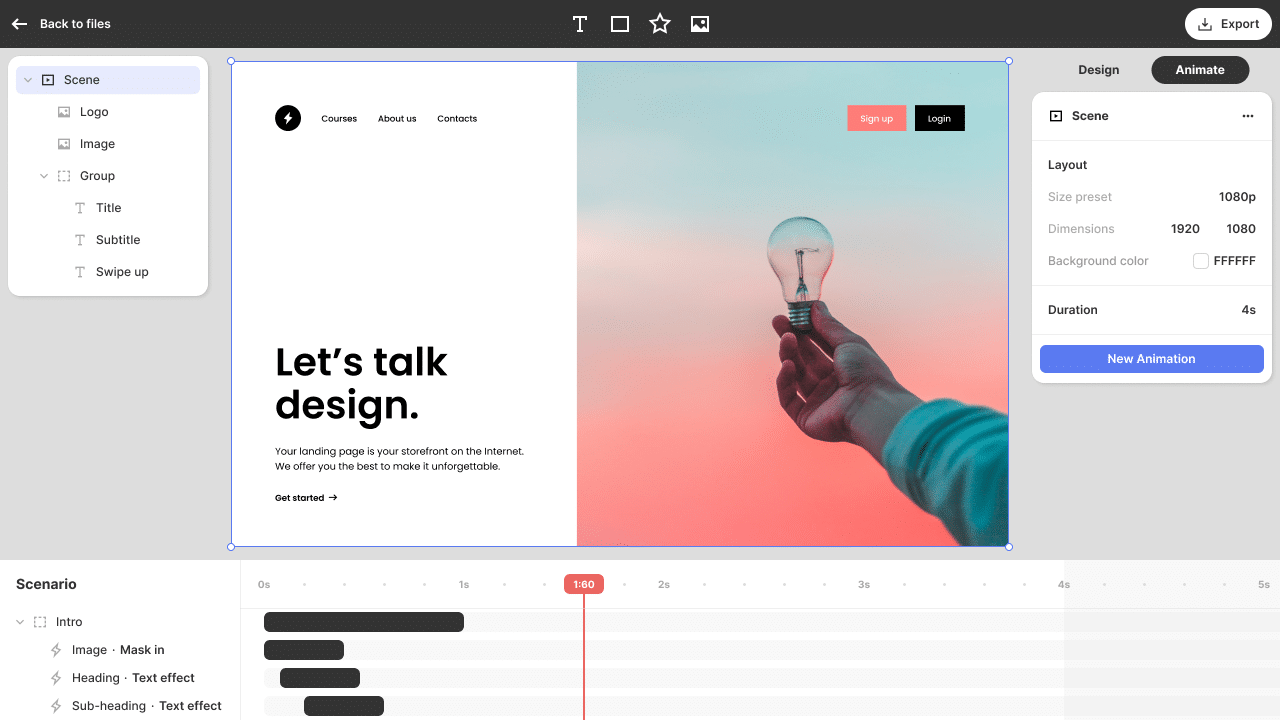 Back to files
Export
Scene
Logo
Image
Group
Title
Subtitle
Swipe up
Courses
About us
Contacts
Sign up
Login
Let’s talk
design.
Your landing page is your storefront on the Internet.
We offer you the best to make it unforgettable.
Get started →
Design
Animate
Scene
Layout
Size preset 1080p
Dimensions 1920 1080
Background color FFFFFF
Duration 4s
New Animation
Scenario
0s 1s 1:60 2s 3s 4s 5s
Intro
Image · Mask in
Heading · Text effect
Sub-heading · Text effect